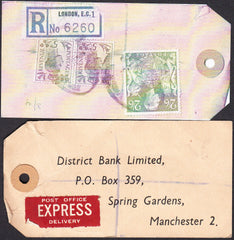 LONDON, E.C.1
R No 6260
2/6
POST OFFICE
EXPRESS
DELIVERY
District Bank Limited,
P.O. Box 359,
Spring Gardens,
Manchester 2.